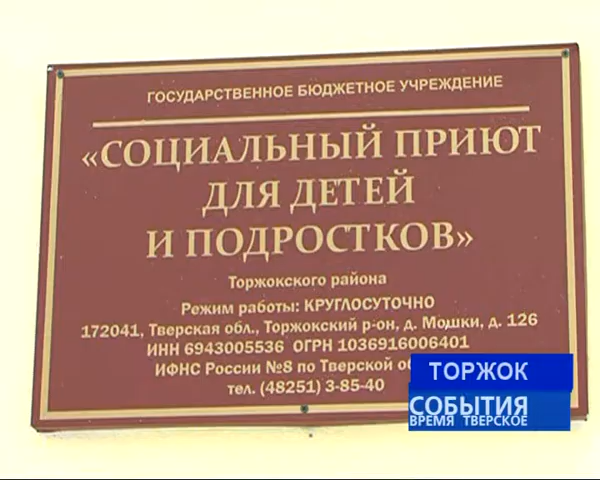 ГОСУДАРСТВЕННОЕ БЮДЖЕТНОЕ УЧРЕЖДЕНИЕ
«СОЦИАЛЬНЫЙ ПРИЮТ
ДЛЯ ДЕТЕЙ
И ПОДРОСТКОВ»
Торжокского района
Режим работы: КРУГЛОСУТОЧНО
172041, Тверская обл., Торжокский р-он, д. Мошки, д. 126
ИНН 6943005536 ОГРН 1036916006401
ИФНС России №8 по Тверской
тел. (48251) 3-85-40
ТОРЖОК
СОБЫТИЯ
ВРЕМЯ ТВЕРСКОЕ